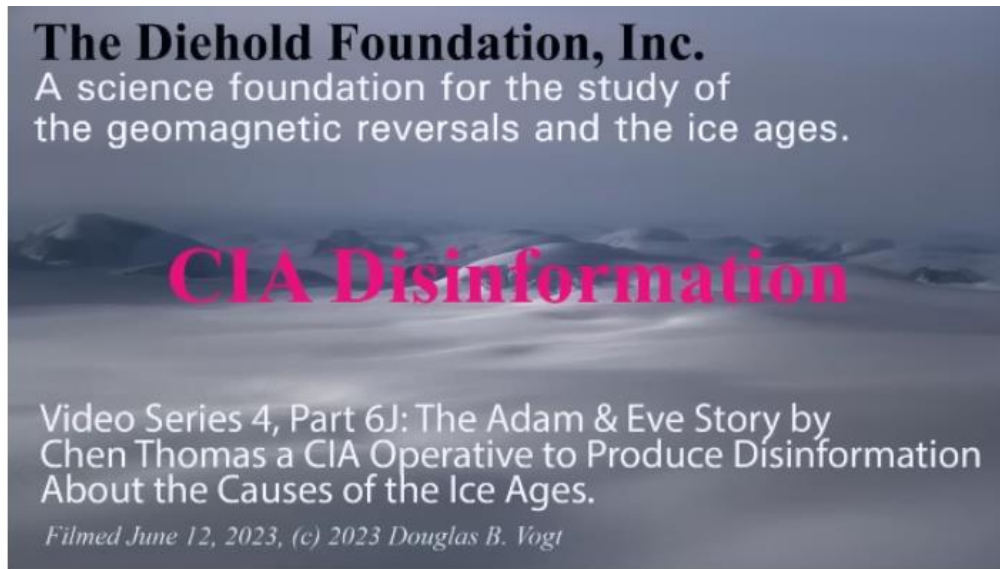 The Diehold Foundation, Inc.
A science foundation for the study of
the geomagnetic reversals and the ice ages.
CIA Disinformation
Video Series 4, Part 6J: The Adam & Eve Story by
Chen Thomas a CIA Operative to Produce Disinformation
About the Causes of the Ice Ages.
Filmed June 12, 2023, (c) 2023 Douglas B. Vogt